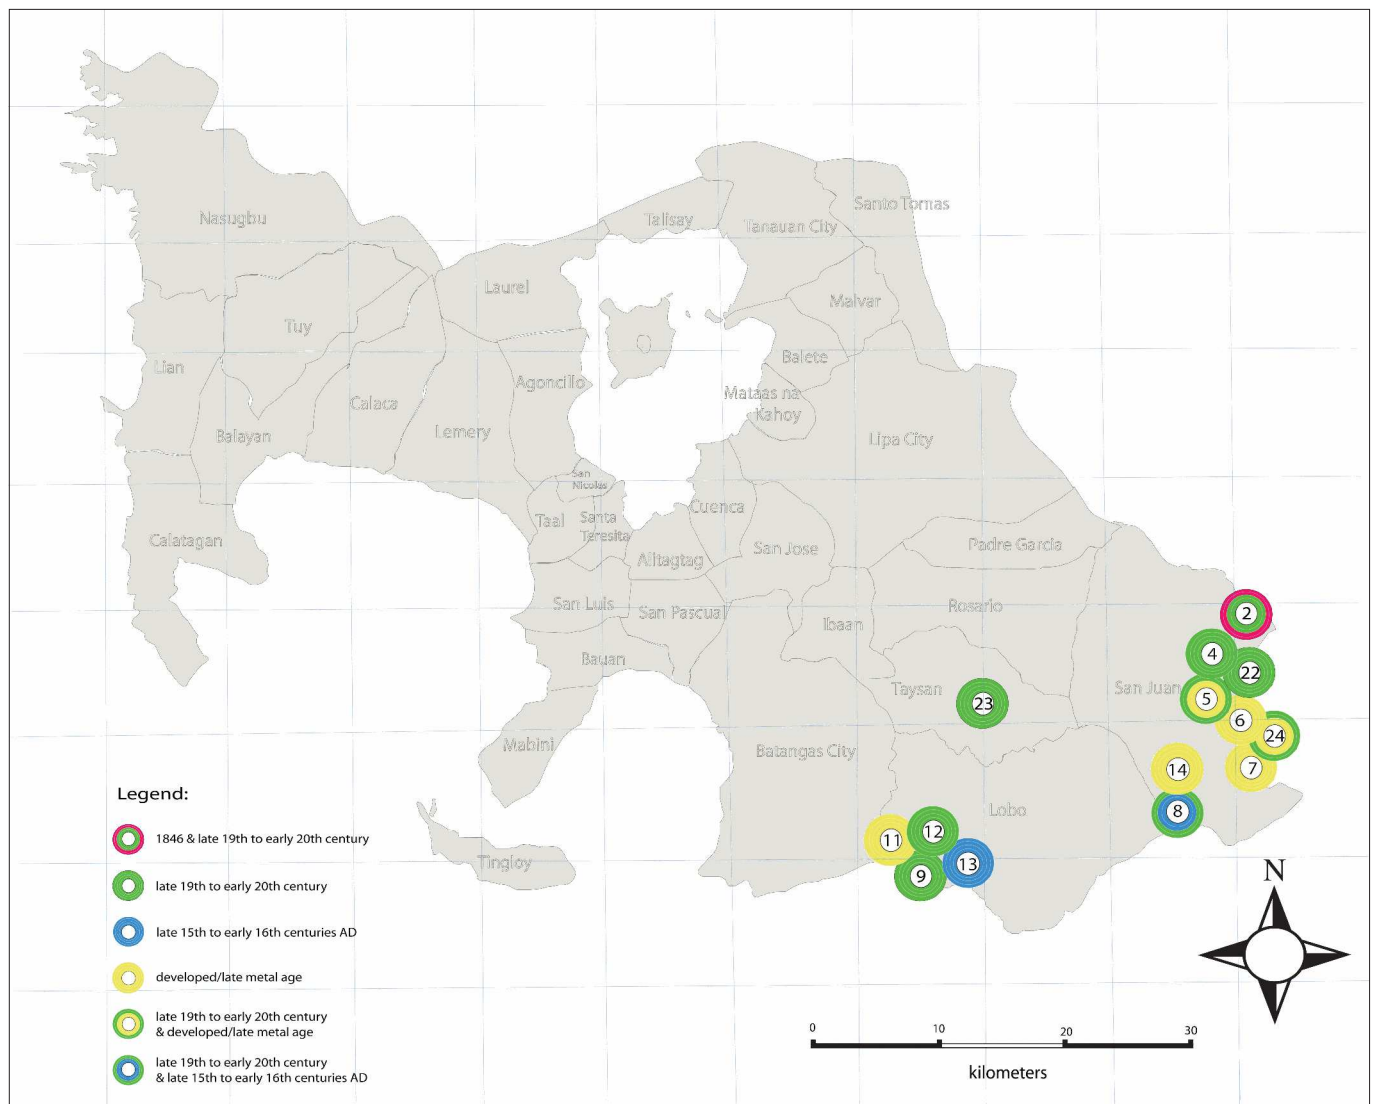 Nasugbu
Talisay
Tanauan City
Santo Tomas
Laurel
Tuy
Malvar
Lian
Balete
Agoncillo
Calaca
Mataas na
Kahoy
Balayan
Lemery
Lipa City
San
Nicolas
Taal
Santa
Teresita
Cuenca
Calatagan
Alitagtag
San Jose
Padre Garcia
San Luis
San Pascual
Ibaan
Rosario
2
Bauan
4
22
Taysan
23
San Juan
5
6
24
Mabini
Batangas City
14
7
Lobo
8
11
12
13
9
Tingloy
Legend:
1846 & late 19th to early 20th century
late 19th to early 20th century
late 15th to early 16th centuries AD
developed/late metal age
late 19th to early 20th century
& developed/late metal age
late 19th to early 20th century
& late 15th to early 16th centuries AD
N
0 10 20 30
kilometers